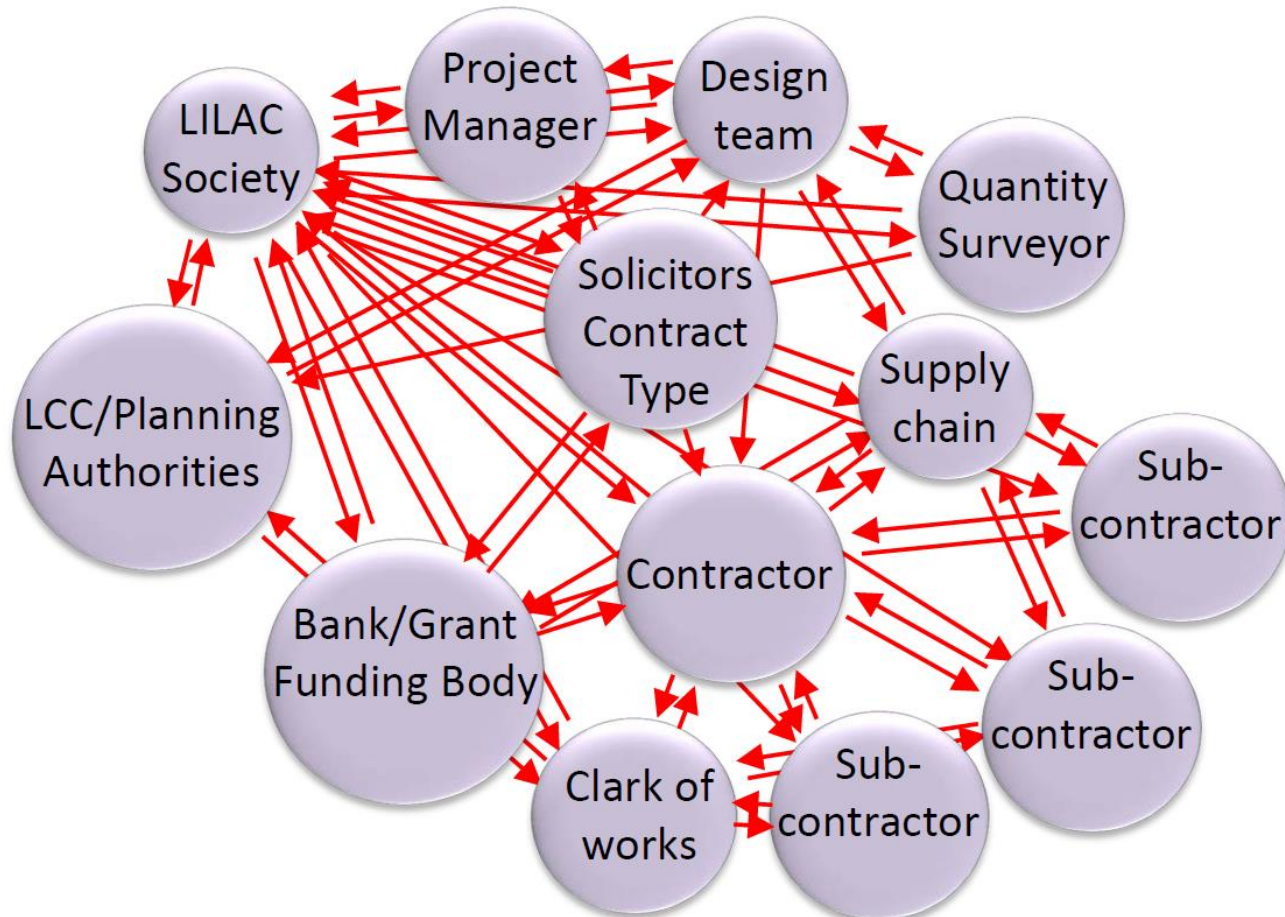 Project
Manager
Design
team
LILAC
Society
Quantity
Surveyor
Solicitors
Contract
Type
Supply
chain
LCC/Planning
Authorities
Sub-
contractor
Contractor
Bank/Grant
Funding Body
Sub-
contractor
Clark of
works
Sub-
contractor